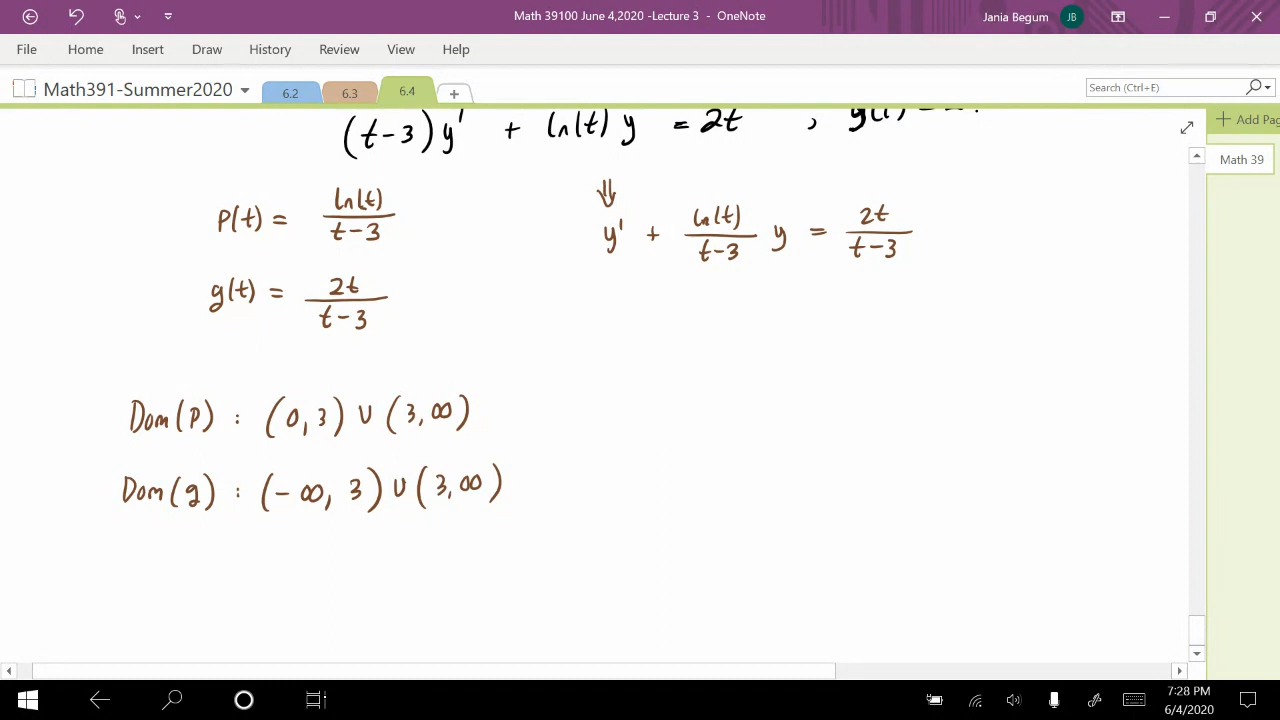 Math 39100 June 4,2020 -Lecture 3 - OneNote
Jania Begum JB
File Home Insert Draw History Review View Help
Math391-Summer2020 6.2 6.3 6.4
Search (Ctrl+E)
Add Pag
Math 39
(t-3)y' + ln(t) y = 2t ,
P(t) = ln(t)/(t-3)
y' + ln(t)/(t-3) y = 2t/(t-3)
g(t) = 2t/(t-3)
Dom(P) : (0,3) ∪ (3,∞)
Dom(g) : (-∞, 3) ∪ (3,∞)
7:28 PM
6/4/2020